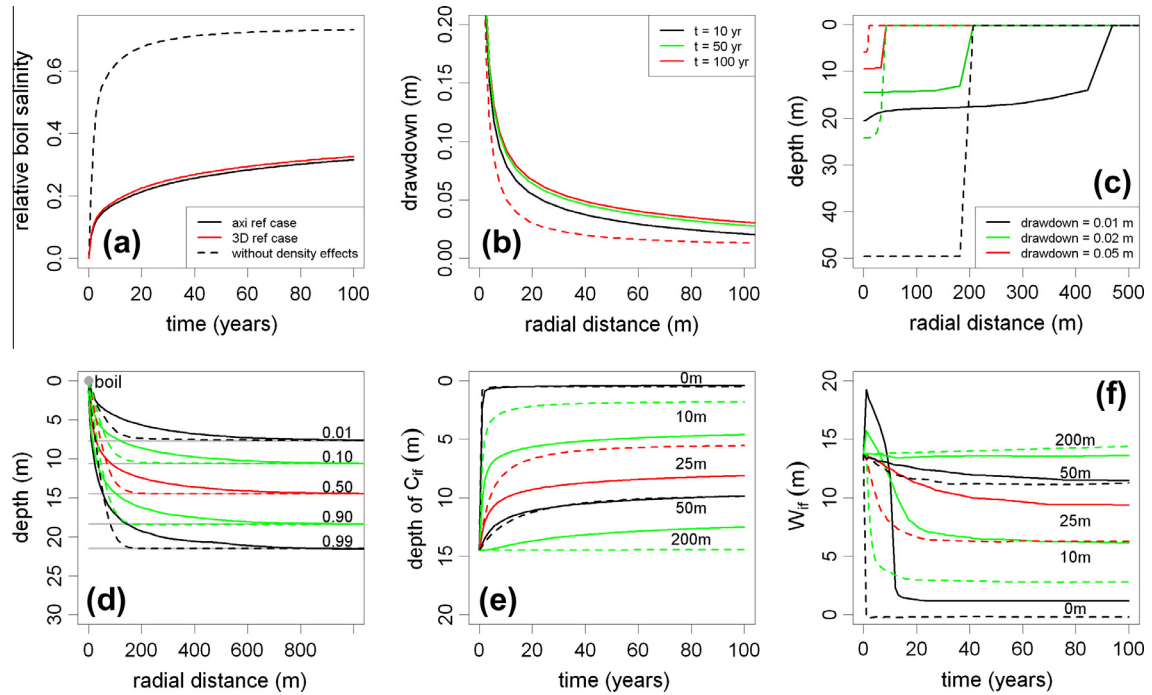 relative boil salinity
0.0 0.2 0.4 0.6
0 20 40 60 80 100
time (years)
axi ref case
3D ref case
without density effects
(a)
drawdown (m)
0.00 0.05 0.10 0.15 0.20
0 20 40 60 80 100
radial distance (m)
t = 10 yr
t = 50 yr
t = 100 yr
(b)
depth (m)
0 10 20 30 40 50
0 100 200 300 400 500
radial distance (m)
drawdown = 0.01 m
drawdown = 0.02 m
drawdown = 0.05 m
(c)
depth (m)
0 5 10 15 20 25 30
0 200 400 600 800
radial distance (m)
boil
0.01
0.10
0.50
0.90
0.99
(d)
depth of Cif (m)
0 5 10 15 20
0 20 40 60 80 100
time (years)
0m
10m
25m
50m
200m
(e)
Wif (m)
0 5 10 15 20
0 20 40 60 80 100
time (years)
200m
50m
25m
10m
0m
(f)